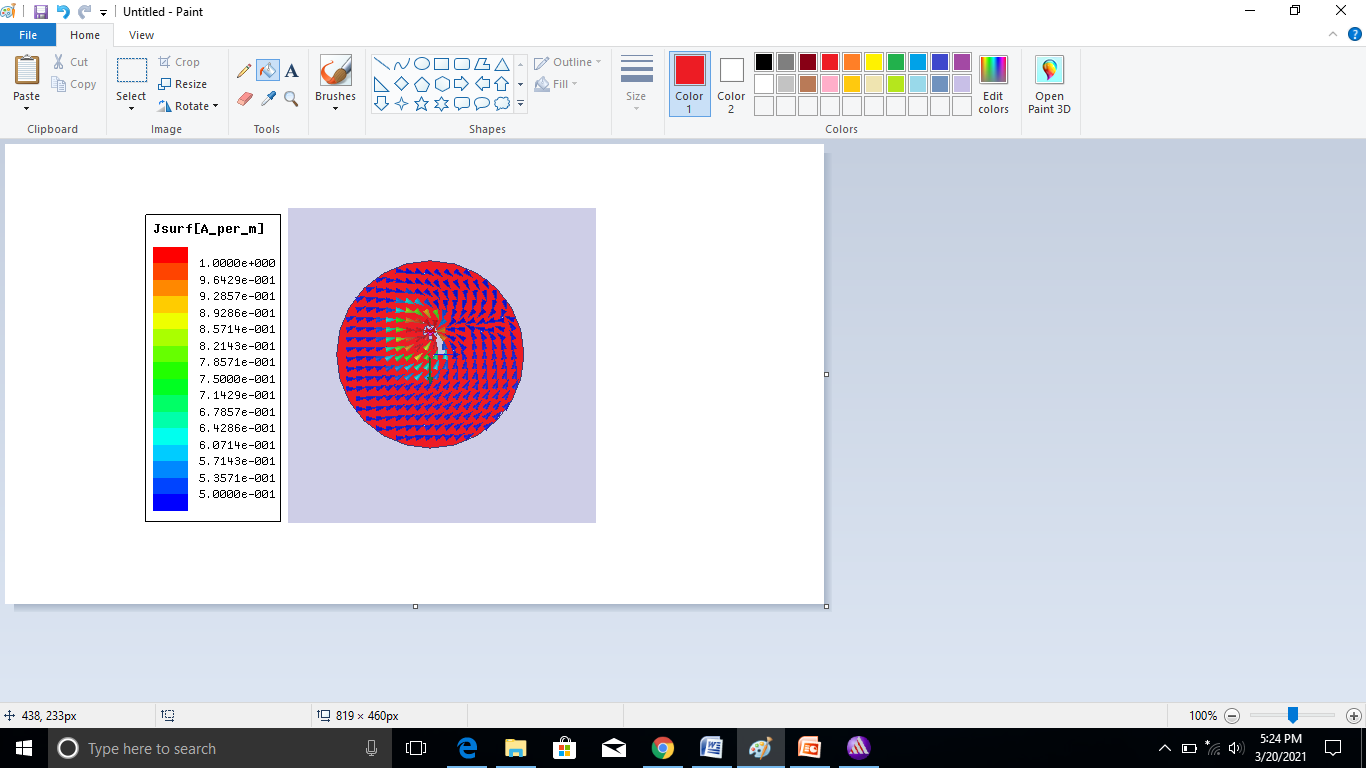 Untitled - Paint
File Home View
Paste
Cut
Copy
Clipboard
Select
Crop
Resize
Rotate
Image
A
Tools
Brushes
Outline
Fill
Shapes
Size
Color
1
Color
2
Edit
colors
Colors
Open
Paint 3D
Jsurf[A_per_m]
1.0000e+000
9.6429e-001
9.2857e-001
8.9286e-001
8.5714e-001
8.2143e-001
7.8571e-001
7.5000e-001
7.1429e-001
6.7857e-001
6.4286e-001
6.0714e-001
5.7143e-001
5.3571e-001
5.0000e-001
438, 233px
819 × 460px
100%
Type here to search
5:24 PM
3/20/2021